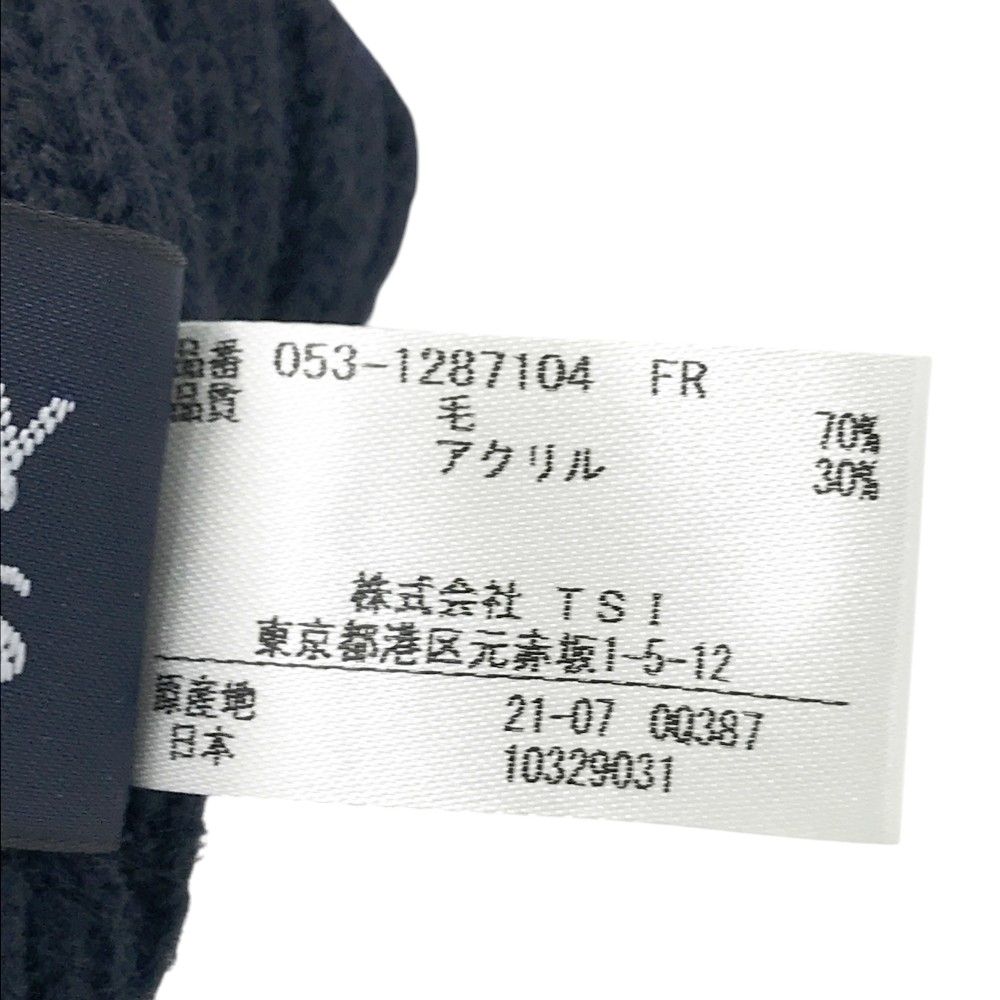 品番 053-1287104 FR
品質 毛 70%
アクリル 30%
株式会社 TSI
東京都港区元赤坂1-5-12
原産地 21-07 00387
日本 10329031